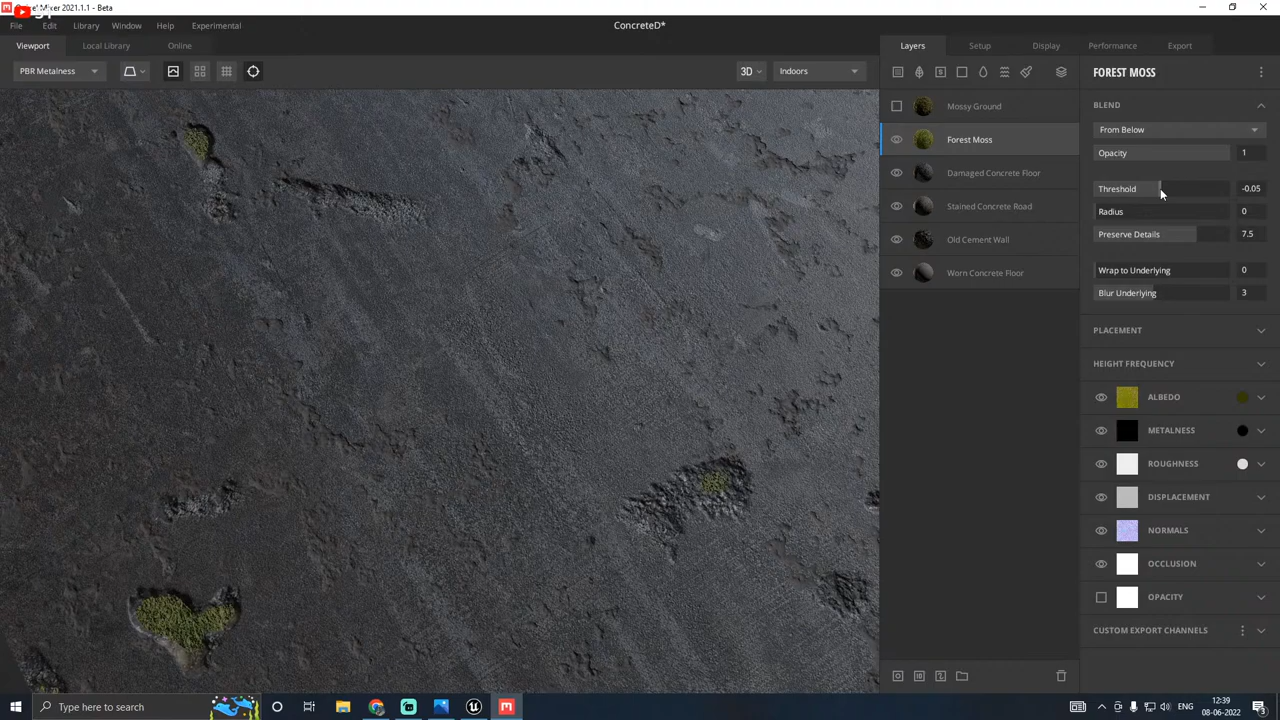 Mixer 2021.1.1 - Beta
File Edit Library Window Help Experimental
ConcreteD*
Viewport Local Library Online
Layers Setup Display Performance Export
PBR Metalness
3D Indoors
FOREST MOSS
Mossy Ground
Forest Moss
Damaged Concrete Floor
Stained Concrete Road
Old Cement Wall
Worn Concrete Floor
BLEND
From Below
Opacity 1
Threshold -0.05
Radius 0
Preserve Details 7.5
Wrap to Underlying 0
Blur Underlying 3
PLACEMENT
HEIGHT FREQUENCY
ALBEDO
METALNESS
ROUGHNESS
DISPLACEMENT
NORMALS
OCCLUSION
OPACITY
CUSTOM EXPORT CHANNELS
Type here to search
ENG
12:39
08-06-2022
3